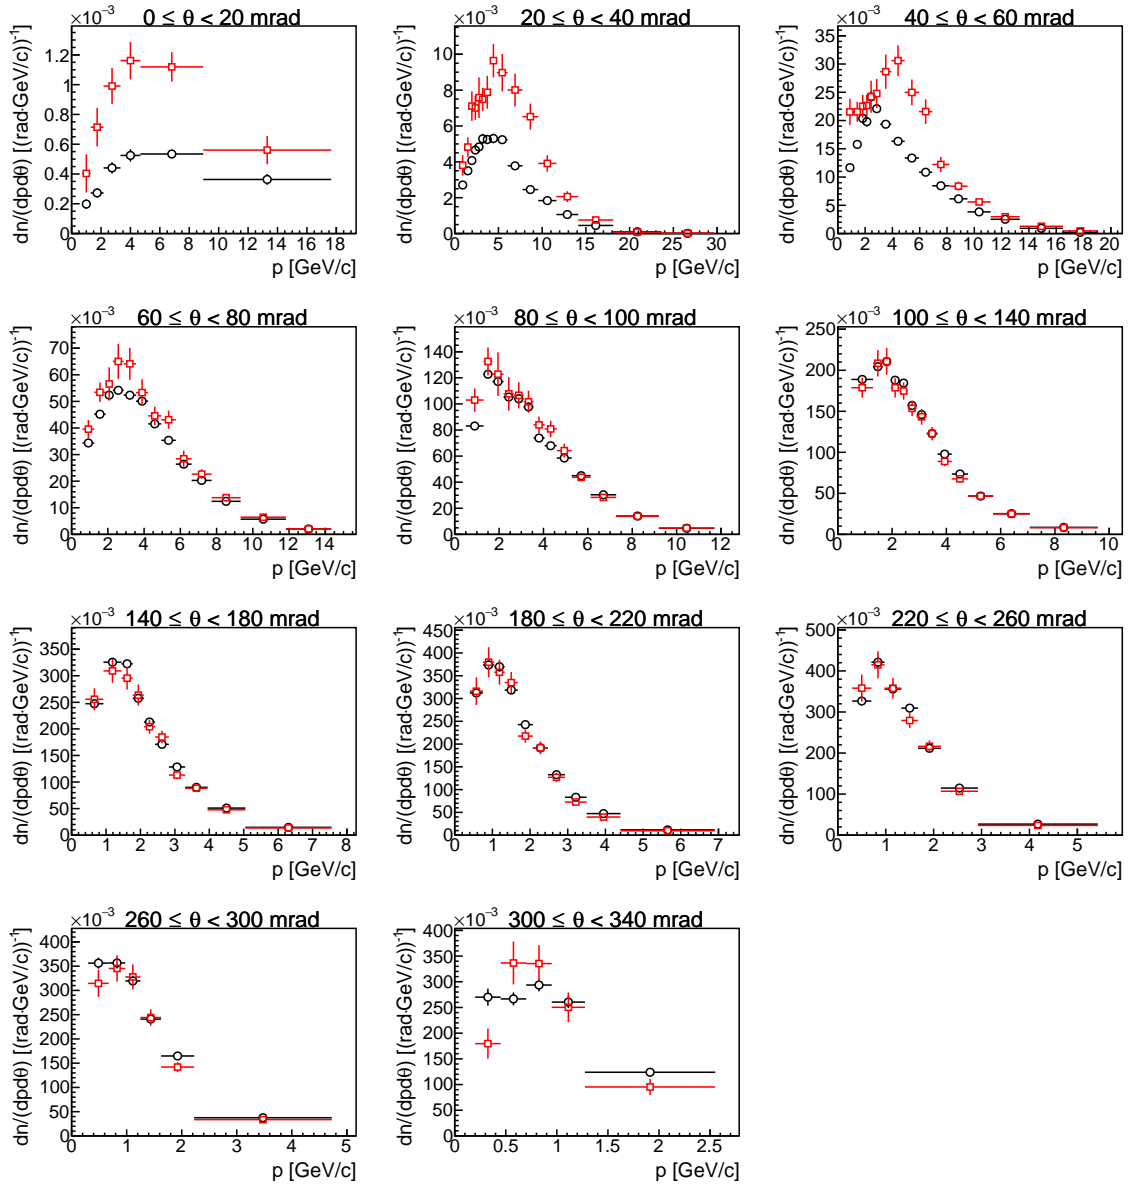 ×10⁻³ 0 ≤ θ < 20 mrad
dn/(dpdθ) [(rad·GeV/c))⁻¹]
1.2
1
0.8
0.6
0.4
0.2
0
0 2 4 6 8 10 12 14 16 18
p [GeV/c]
×10⁻³ 20 ≤ θ < 40 mrad
dn/(dpdθ) [(rad·GeV/c))⁻¹]
10
8
6
4
2
0
0 5 10 15 20 25 30
p [GeV/c]
×10⁻³ 40 ≤ θ < 60 mrad
dn/(dpdθ) [(rad·GeV/c))⁻¹]
35
30
25
20
15
10
5
0
0 2 4 6 8 10 12 14 16 18 20
p [GeV/c]
×10⁻³ 60 ≤ θ < 80 mrad
dn/(dpdθ) [(rad·GeV/c))⁻¹]
70
60
50
40
30
20
10
0
0 2 4 6 8 10 12 14
p [GeV/c]
×10⁻³ 80 ≤ θ < 100 mrad
dn/(dpdθ) [(rad·GeV/c))⁻¹]
140
120
100
80
60
40
20
0
0 2 4 6 8 10 12
p [GeV/c]
×10⁻³ 100 ≤ θ < 140 mrad
dn/(dpdθ) [(rad·GeV/c))⁻¹]
250
200
150
100
50
0
0 2 4 6 8 10
p [GeV/c]
×10⁻³ 140 ≤ θ < 180 mrad
dn/(dpdθ) [(rad·GeV/c))⁻¹]
350
300
250
200
150
100
50
0
0 1 2 3 4 5 6 7 8
p [GeV/c]
×10⁻³ 180 ≤ θ < 220 mrad
dn/(dpdθ) [(rad·GeV/c))⁻¹]
450
400
350
300
250
200
150
100
50
0
0 1 2 3 4 5 6 7
p [GeV/c]
×10⁻³ 220 ≤ θ < 260 mrad
dn/(dpdθ) [(rad·GeV/c))⁻¹]
500
400
300
200
100
0
0 1 2 3 4 5
p [GeV/c]
×10⁻³ 260 ≤ θ < 300 mrad
dn/(dpdθ) [(rad·GeV/c))⁻¹]
400
350
300
250
200
150
100
50
0
0 1 2 3 4 5
p [GeV/c]
×10⁻³ 300 ≤ θ < 340 mrad
dn/(dpdθ) [(rad·GeV/c))⁻¹]
400
350
300
250
200
150
100
50
0
0 0.5 1 1.5 2 2.5
p [GeV/c]